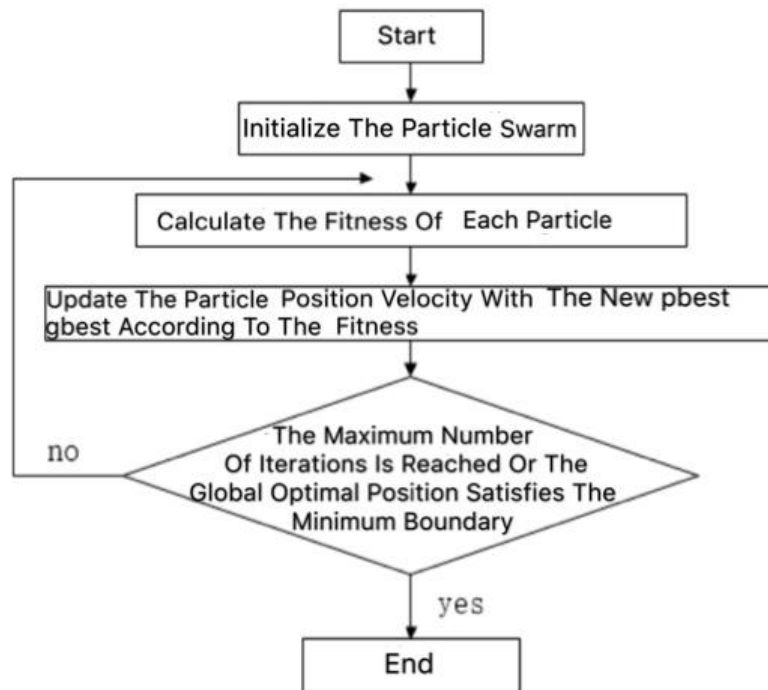 Start
Initialize The Particle Swarm
Calculate The Fitness Of Each Particle
Update The Particle Position Velocity With The New pbest
gbest According To The Fitness
The Maximum Number
Of Iterations Is Reached Or The
Global Optimal Position Satisfies The
Minimum Boundary
no
yes
End